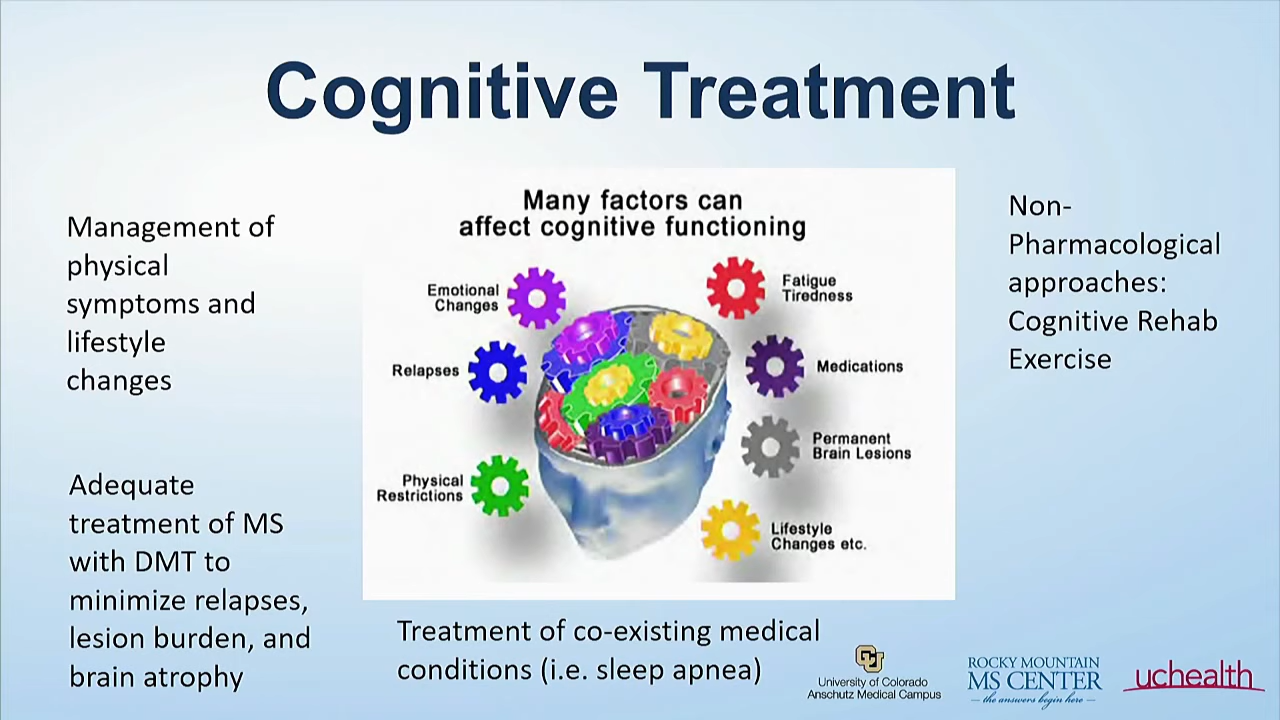 Cognitive Treatment
Management of
physical
symptoms and
lifestyle
changes
Adequate
treatment of MS
with DMT to
minimize relapses,
lesion burden, and
brain atrophy
Many factors can
affect cognitive functioning
Emotional
Changes
Relapses
Physical
Restrictions
Fatigue
Tiredness
Medications
Permanent
Brain Lesions
Lifestyle
Changes etc.
Treatment of co-existing medical
conditions (i.e. sleep apnea)
Non-
Pharmacological
approaches:
Cognitive Rehab
Exercise
CU
University of Colorado
Anschutz Medical Campus
ROCKY MOUNTAIN
MS CENTER
— the answers begin here —
uchealth